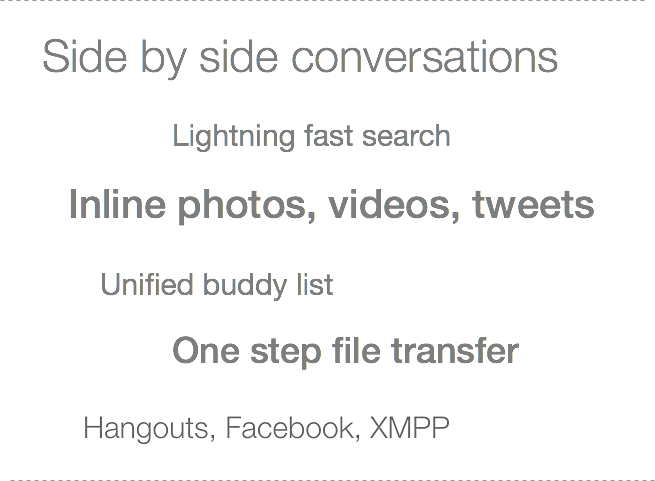 Side by side conversations
Lightning fast search
Inline photos, videos, tweets
Unified buddy list
One step file transfer
Hangouts, Facebook, XMPP